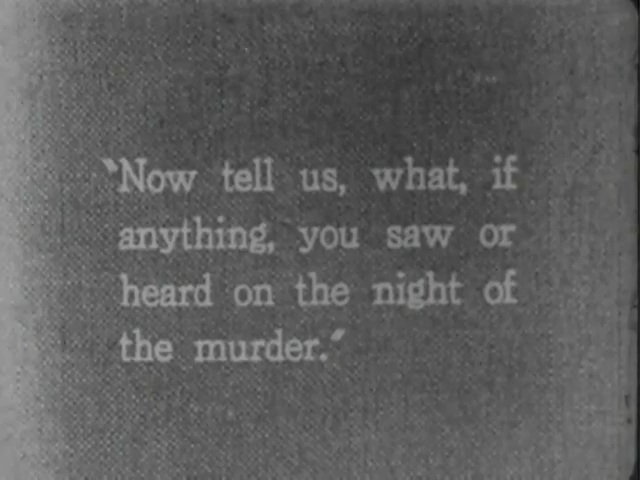 "Now tell us, what, if
anything, you saw or
heard on the night of
the murder."